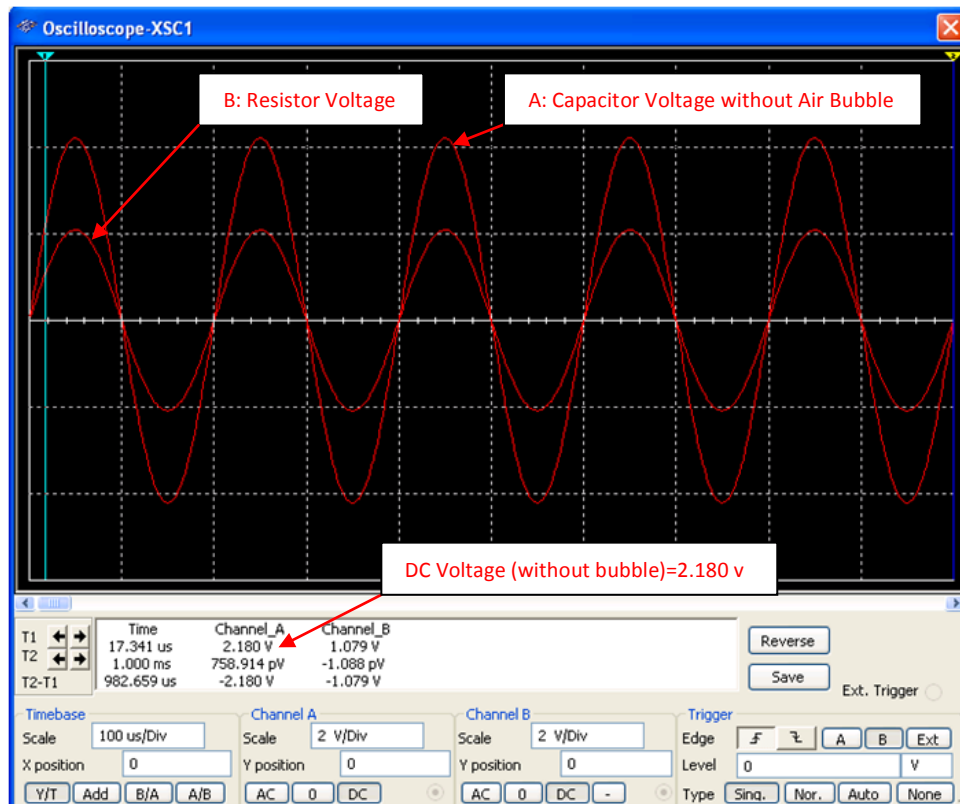 Oscilloscope-XSC1
1
2
B: Resistor Voltage
A: Capacitor Voltage without Air Bubble
DC Voltage (without bubble)=2.180 v
Time Channel_A Channel_B
T1 17.341 us 2.180 V 1.079 V
T2 1.000 ms 758.914 pV -1.088 pV
T2-T1 982.659 us -2.180 V -1.079 V
Reverse
Save
Ext. Trigger
Timebase
Scale 100 us/Div
X position 0
Y/T Add B/A A/B
Channel A
Scale 2 V/Div
Y position 0
AC 0 DC
Channel B
Scale 2 V/Div
Y position 0
AC 0 DC -
Trigger
Edge A B Ext
Level 0 V
Type Sing. Nor. Auto None